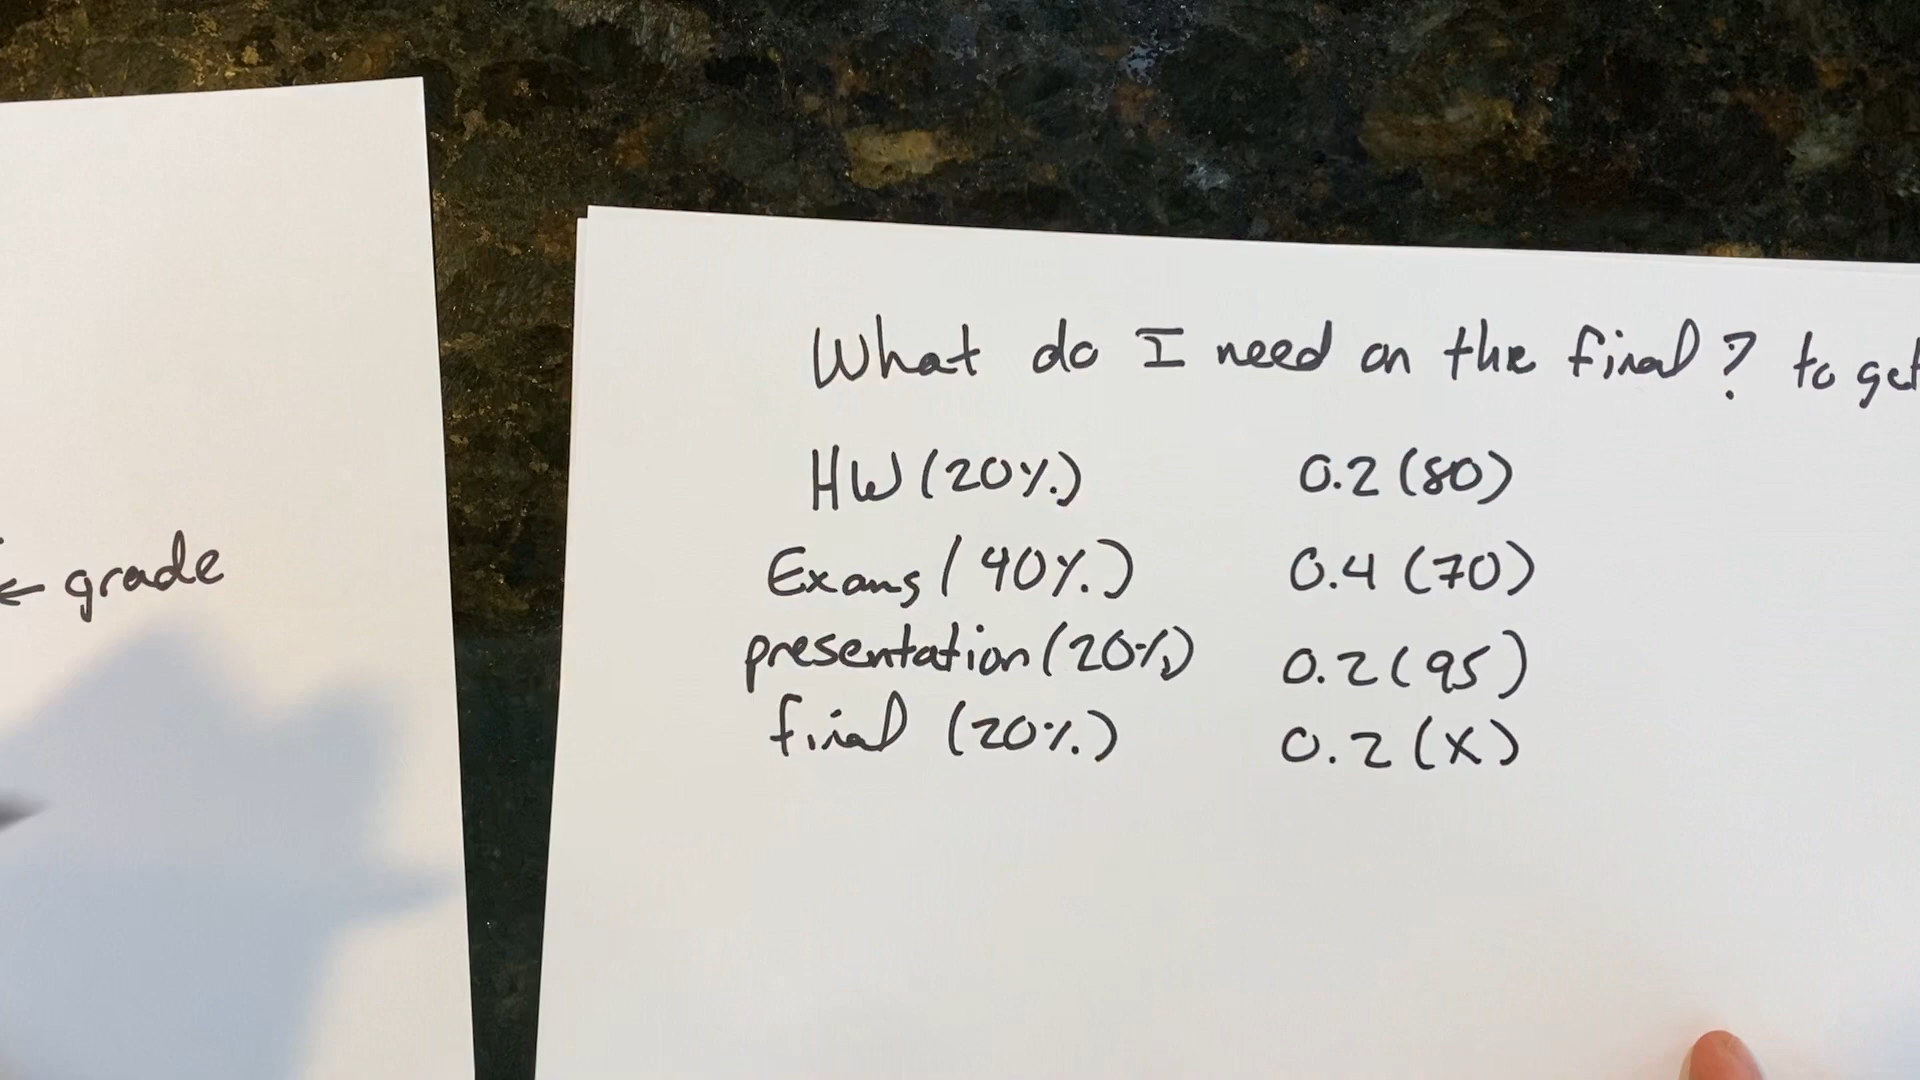 ← grade
What do I need on the final? to get
HW (20%) 0.2 (80)
Exams (40%) 0.4 (70)
presentation (20%) 0.2 (95)
final (20%) 0.2 (X)